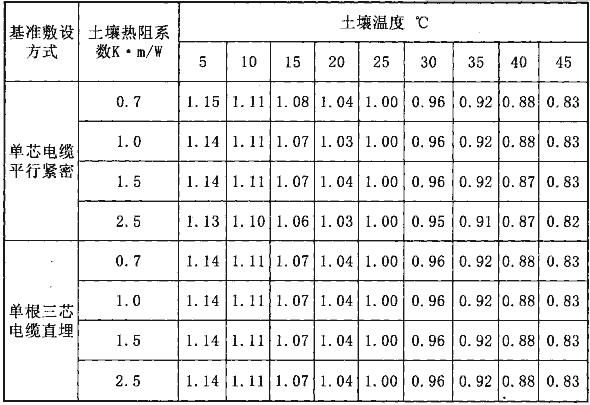 基准敷设方式 土壤热阻系数K·m/W 土壤温度 ℃
5 10 15 20 25 30 35 40 45
单芯电缆平行紧密
0.7 1.15 1.11 1.08 1.04 1.00 0.96 0.92 0.88 0.83
1.0 1.14 1.11 1.07 1.03 1.00 0.96 0.92 0.88 0.83
1.5 1.14 1.11 1.07 1.04 1.00 0.96 0.92 0.87 0.83
2.5 1.13 1.10 1.06 1.03 1.00 0.95 0.91 0.87 0.82
单根三芯电缆直埋
0.7 1.14 1.11 1.07 1.04 1.00 0.96 0.92 0.88 0.83
1.0 1.14 1.11 1.07 1.04 1.00 0.96 0.92 0.88 0.83
1.5 1.14 1.11 1.07 1.04 1.00 0.96 0.92 0.88 0.83
2.5 1.14 1.11 1.07 1.04 1.00 0.96 0.92 0.88 0.83